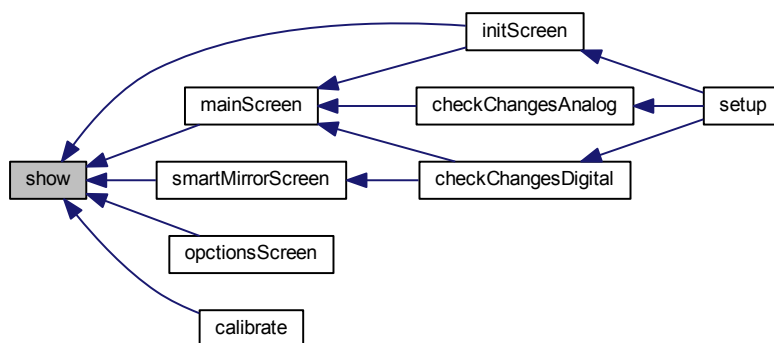 initScreen
mainScreen
checkChangesAnalog
setup
show
smartMirrorScreen
checkChangesDigital
opctionsScreen
calibrate